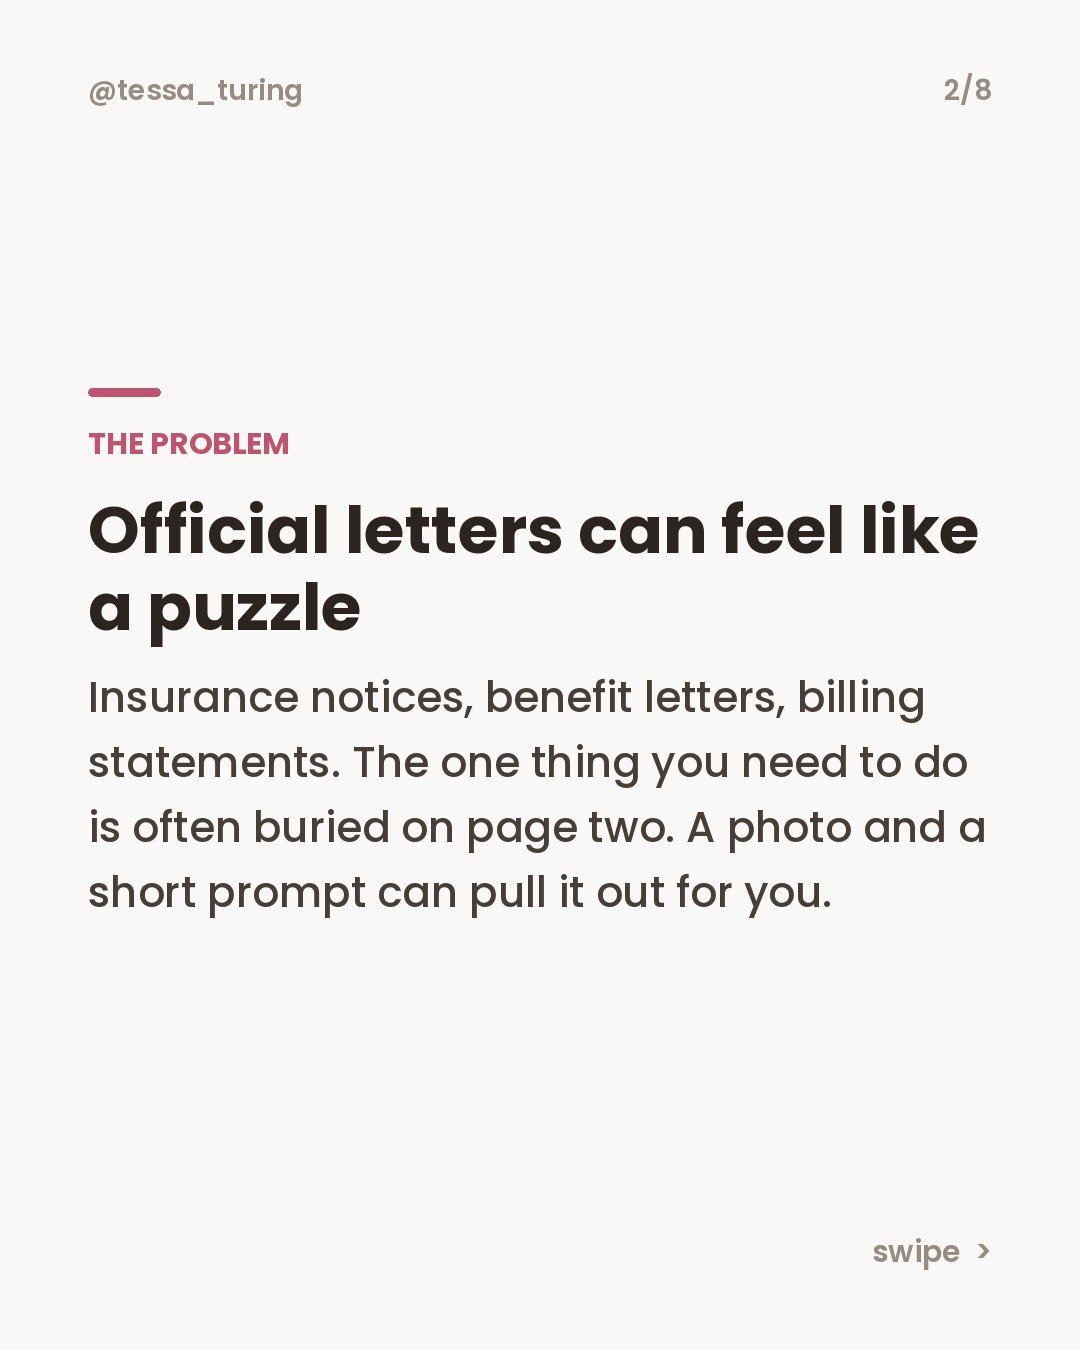 @tessa_turing
2/8
THE PROBLEM
Official letters can feel like
a puzzle
Insurance notices, benefit letters, billing
statements. The one thing you need to do
is often buried on page two. A photo and a
short prompt can pull it out for you.
swipe >